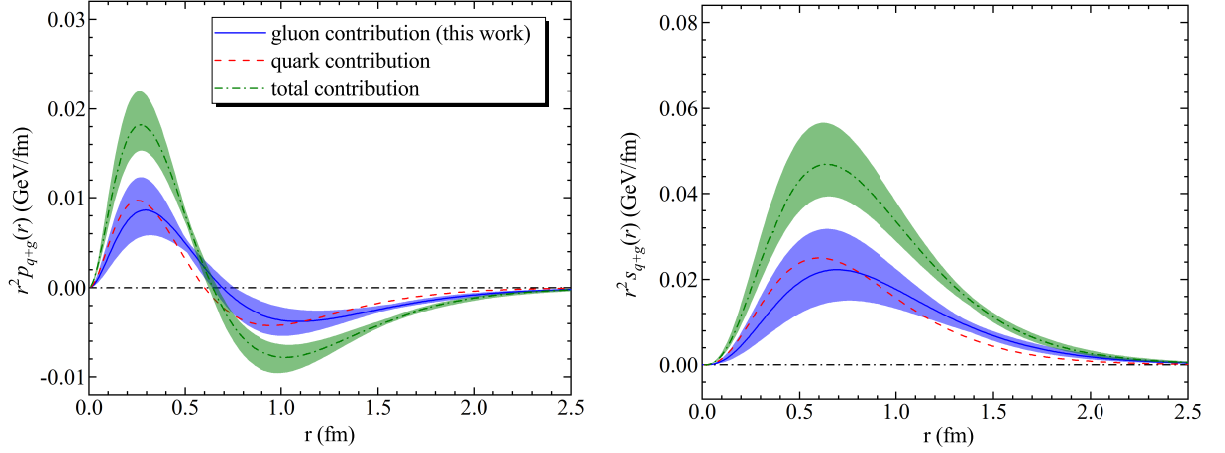 r²p_{q+g}(r) (GeV/fm)
0.03
0.02
0.01
0.00
-0.01
gluon contribution (this work)
quark contribution
total contribution
0.0 0.5 1.0 1.5 2.0 2.5
r (fm)
r²s_{q+g}(r) (GeV/fm)
0.08
0.06
0.04
0.02
0.00
0.0 0.5 1.0 1.5 2.0 2.5
r (fm)